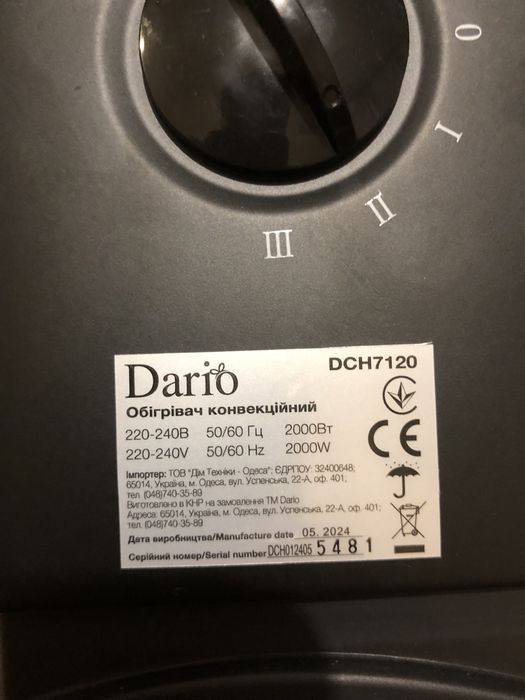 0
I
II
III
Dario
DCH7120
Обігрівач конвекційний
220-240В 50/60 Гц 2000Вт
220-240V 50/60 Hz 2000W
CE
Імпортер: ТОВ "Дім Техніки - Одеса"; ЄДРПОУ: 32400648;
65014, Україна, м. Одеса, вул. Успенська, 22-А, оф. 401;
тел. (048)740-35-89
Виготовлено в КНР на замовлення ТМ Dario
Адреса: 65014, Україна, м. Одеса, вул. Успенська, 22-А, оф. 401;
тел. (048)740-35-89
Дата виробництва/Manufacture date 05. 2024
Серійний номер/Serial number DCH012405 5481